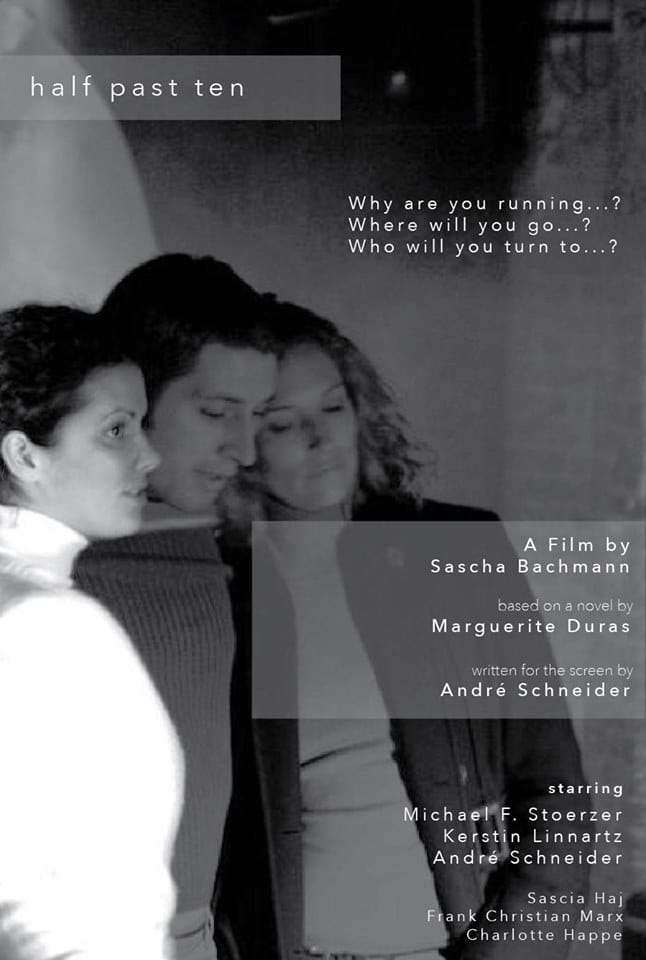 half past ten
Why are you running...?
Where will you go...?
Who will you turn to...?
A Film by
Sascha Bachmann
based on a novel by
Marguerite Duras
written for the screen by
André Schneider
starring
Michael F. Stoerzer
Kerstin Linnartz
André Schneider
Sascia Haj
Frank Christian Marx
Charlotte Happe